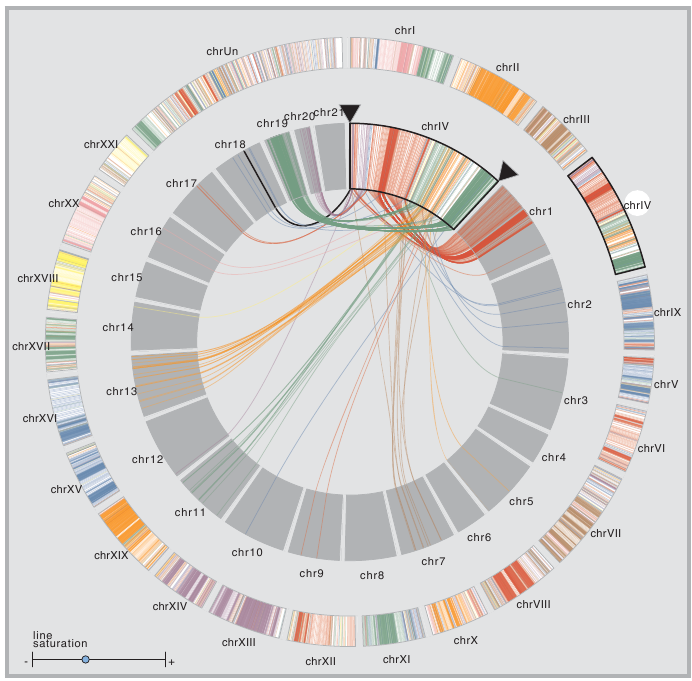 chrI
chrII
chrIII
chrIV
chrIX
chrV
chrVI
chrVII
chrVIII
chrX
chrXI
chrXII
chrXIII
chrXIV
chrXIX
chrXV
chrXVI
chrXVII
chrXVIII
chrXX
chrXXI
chrUn
chrIV
chr1
chr2
chr3
chr4
chr5
chr6
chr7
chr8
chr9
chr10
chr11
chr12
chr13
chr14
chr15
chr16
chr17
chr18
chr19
chr20
chr21
line
saturation
- +